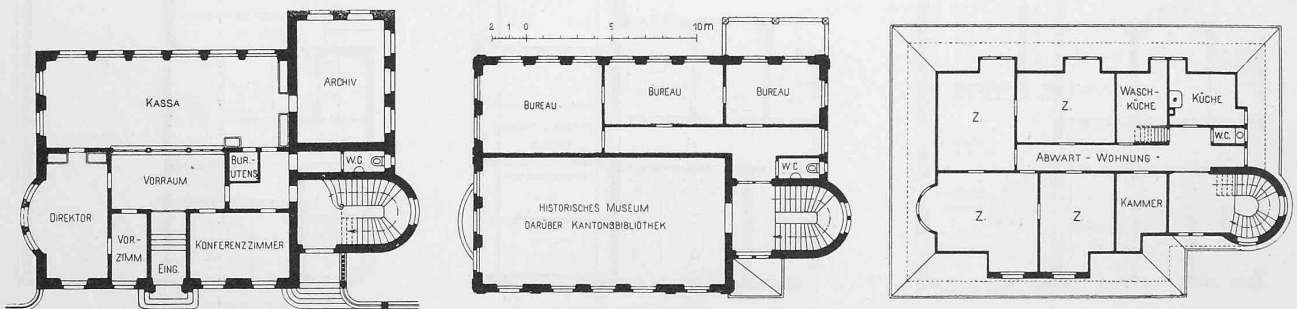 KASSA
ARCHIV
W.C.
BUR.-
UTENS.
VORRAUM
DIREKTOR
VOR-
ZIMM.
EING.
KONFERENZZIMMER
2 1 0 5 10 m
BUREAU
BUREAU
BUREAU
W.C.
HISTORISCHES MUSEUM
DARÜBER KANTONSBIBLIOTHEK
Z.
Z.
WASCH-
KÜCHE
KÜCHE
W.C.
ABWART - WOHNUNG
Z.
Z.
KAMMER